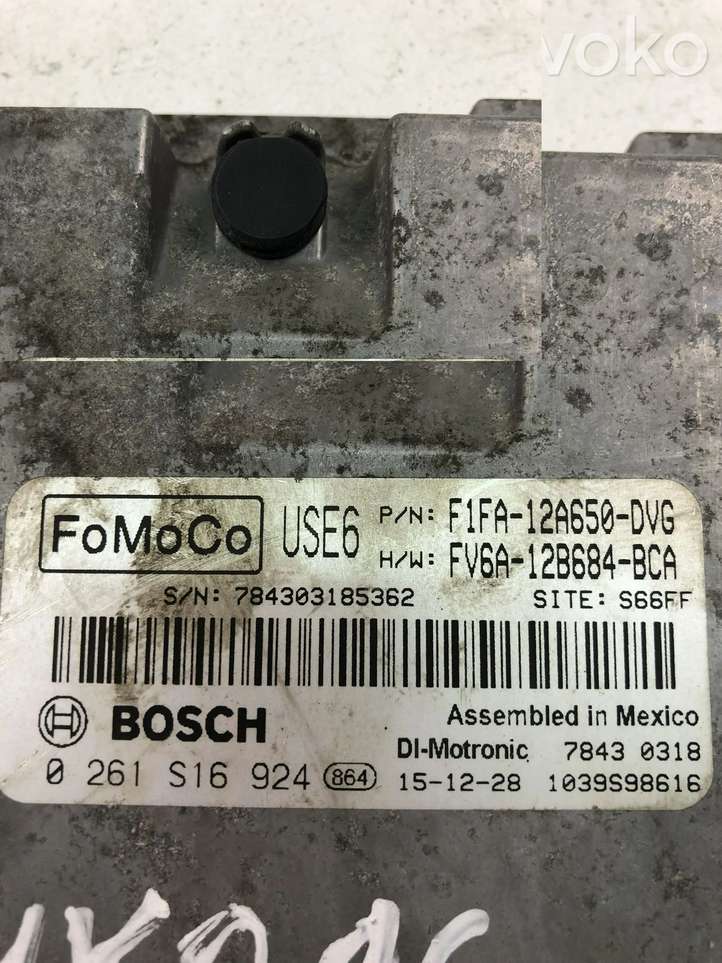 voko
FoMoCo USE6 P/N: F1FA-12A650-DVG
H/W: FV6A-12B684-BCA
S/N: 784303185362 SITE: S66FF
BOSCH Assembled in Mexico
DI-Motronic 7843 0318
0 261 S16 924 864 15-12-28 1039S98616